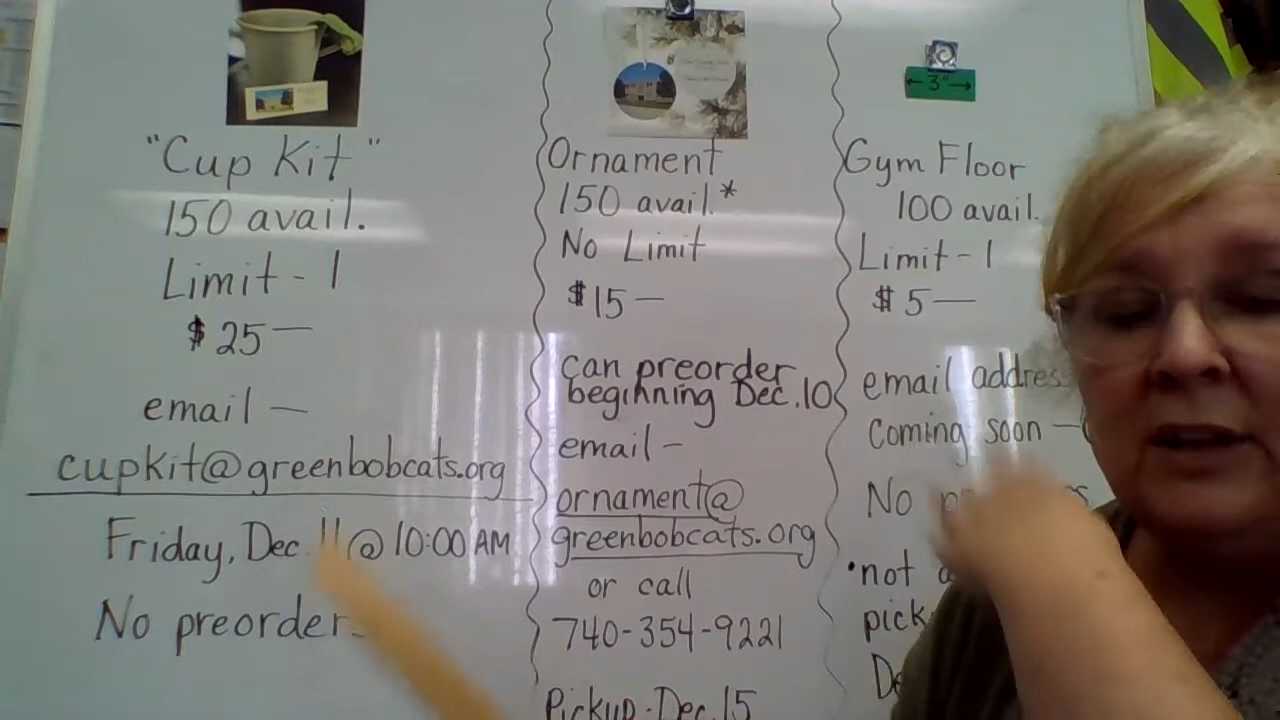 "Cup Kit"
150 avail.
Limit - 1
$25—
email —
cupkit@greenbobcats.org
Friday, Dec. 11 @ 10:00 AM
No preorders
Ornament
150 avail.*
No Limit
$15—
can preorder
beginning Dec. 10
email —
ornament@
greenbobcats.org
or call
740-354-9221
Pickup - Dec. 15
←3"→
Gym Floor
100 avail.
Limit - 1
$5—
email address
Coming soon —
No
•not
pick